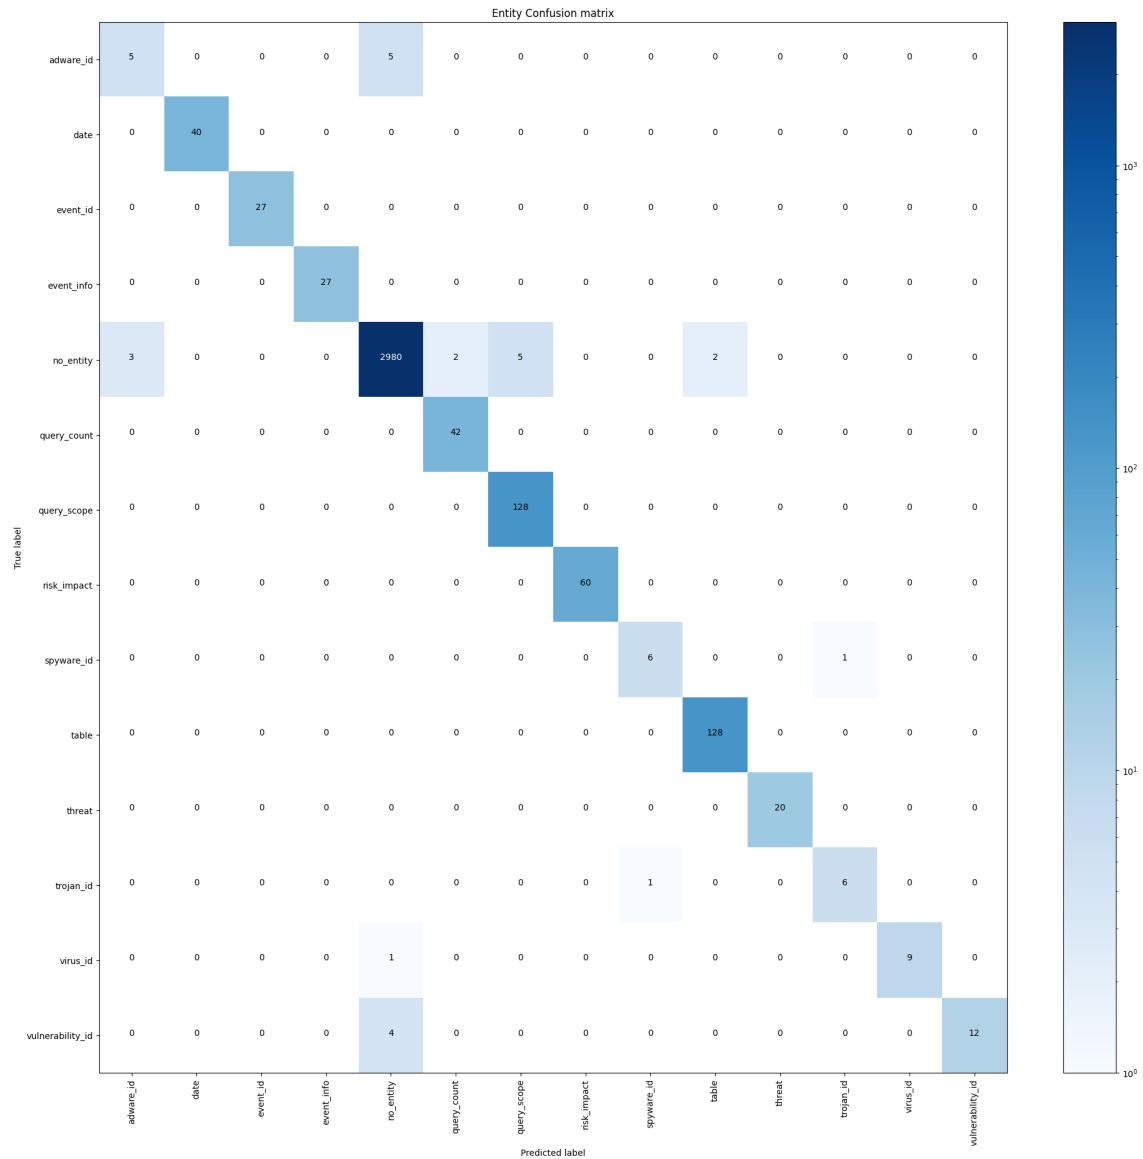 Entity Confusion matrix
adware_id 5 0 0 0 5 0 0 0 0 0 0 0 0 0
date 0 40 0 0 0 0 0 0 0 0 0 0 0 0
event_id 0 0 27 0 0 0 0 0 0 0 0 0 0 0
event_info 0 0 0 27 0 0 0 0 0 0 0 0 0 0
no_entity 3 0 0 0 2980 2 5 0 0 2 0 0 0 0
query_count 0 0 0 0 0 42 0 0 0 0 0 0 0 0
query_scope 0 0 0 0 0 0 128 0 0 0 0 0 0 0
risk_impact 0 0 0 0 0 0 0 60 0 0 0 0 0 0
spyware_id 0 0 0 0 0 0 0 0 6 0 0 1 0 0
table 0 0 0 0 0 0 0 0 0 128 0 0 0 0
threat 0 0 0 0 0 0 0 0 0 0 20 0 0 0
trojan_id 0 0 0 0 0 0 0 0 1 0 0 6 0 0
virus_id 0 0 0 0 1 0 0 0 0 0 0 0 9 0
vulnerability_id 0 0 0 0 4 0 0 0 0 0 0 0 0 12
True label
adware_id
date
event_id
event_info
no_entity
query_count
query_scope
risk_impact
spyware_id
table
threat
trojan_id
virus_id
vulnerability_id
Predicted label
10³
10²
10¹
10⁰